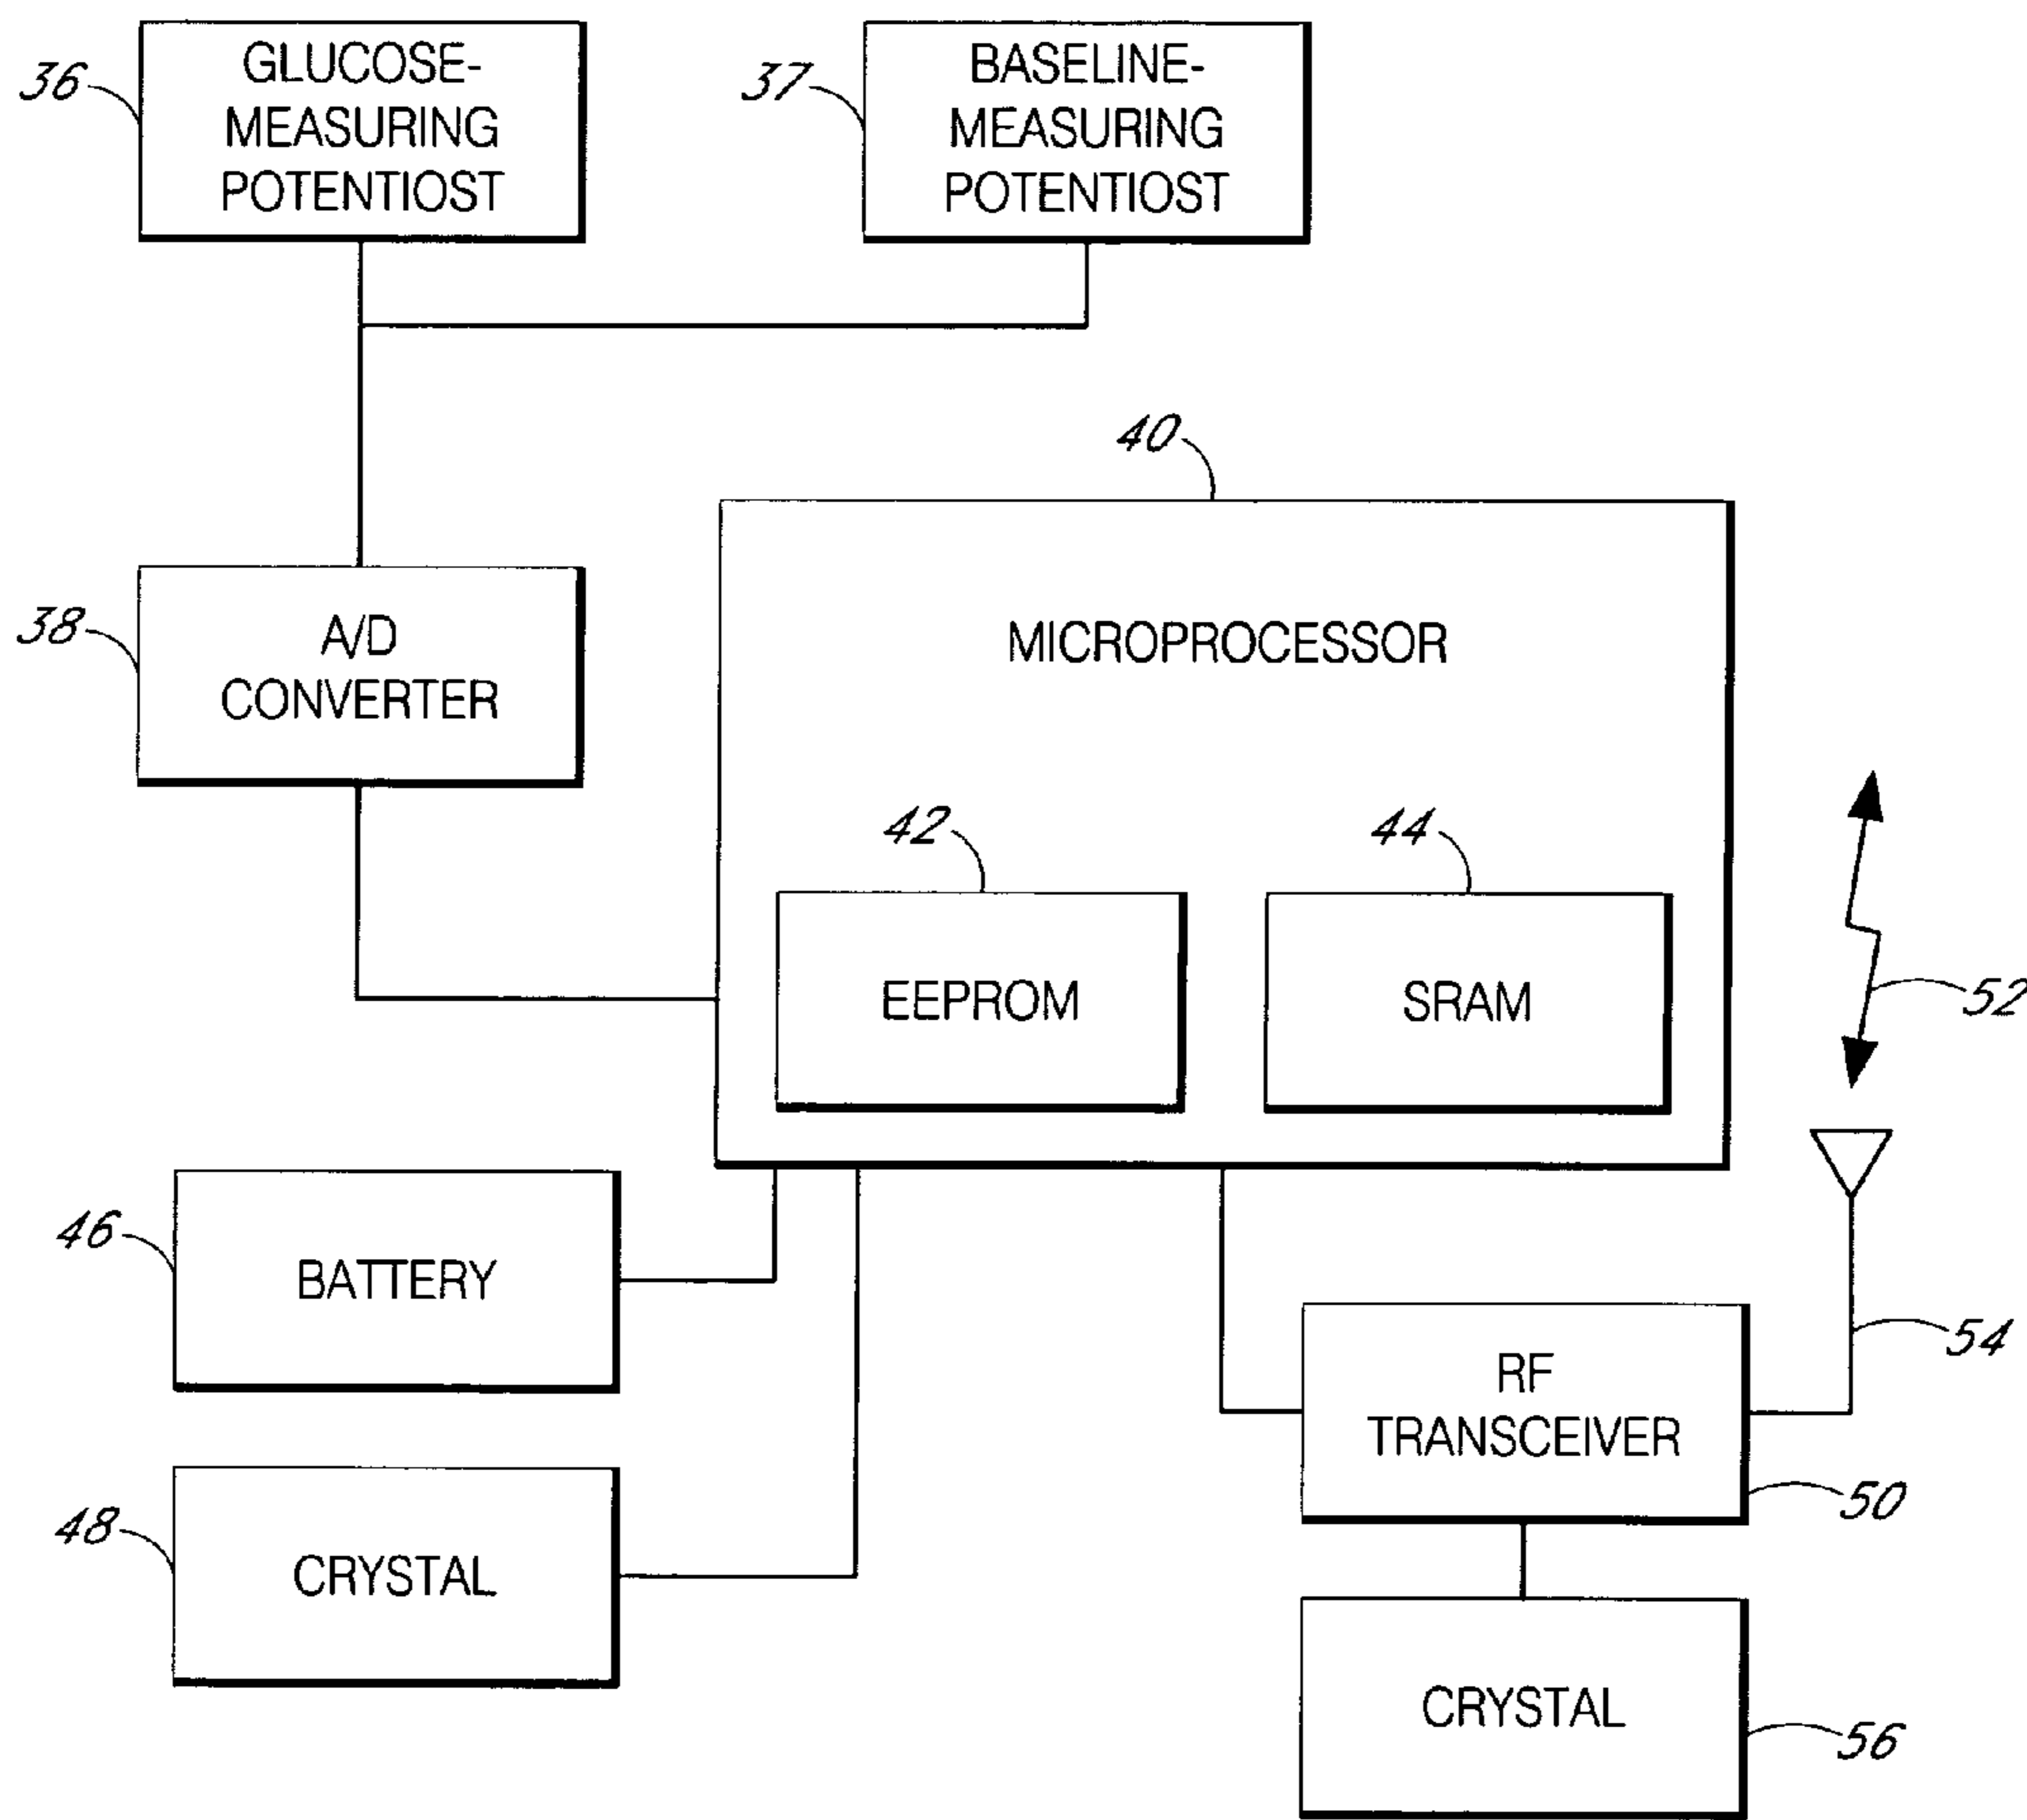 36
GLUCOSE-
MEASURING
POTENTIOST
37
BASELINE-
MEASURING
POTENTIOST
40
38
A/D
CONVERTER
MICROPROCESSOR
42
44
EEPROM
SRAM
52
46
BATTERY
54
RF
TRANSCEIVER
50
48
CRYSTAL
CRYSTAL
56